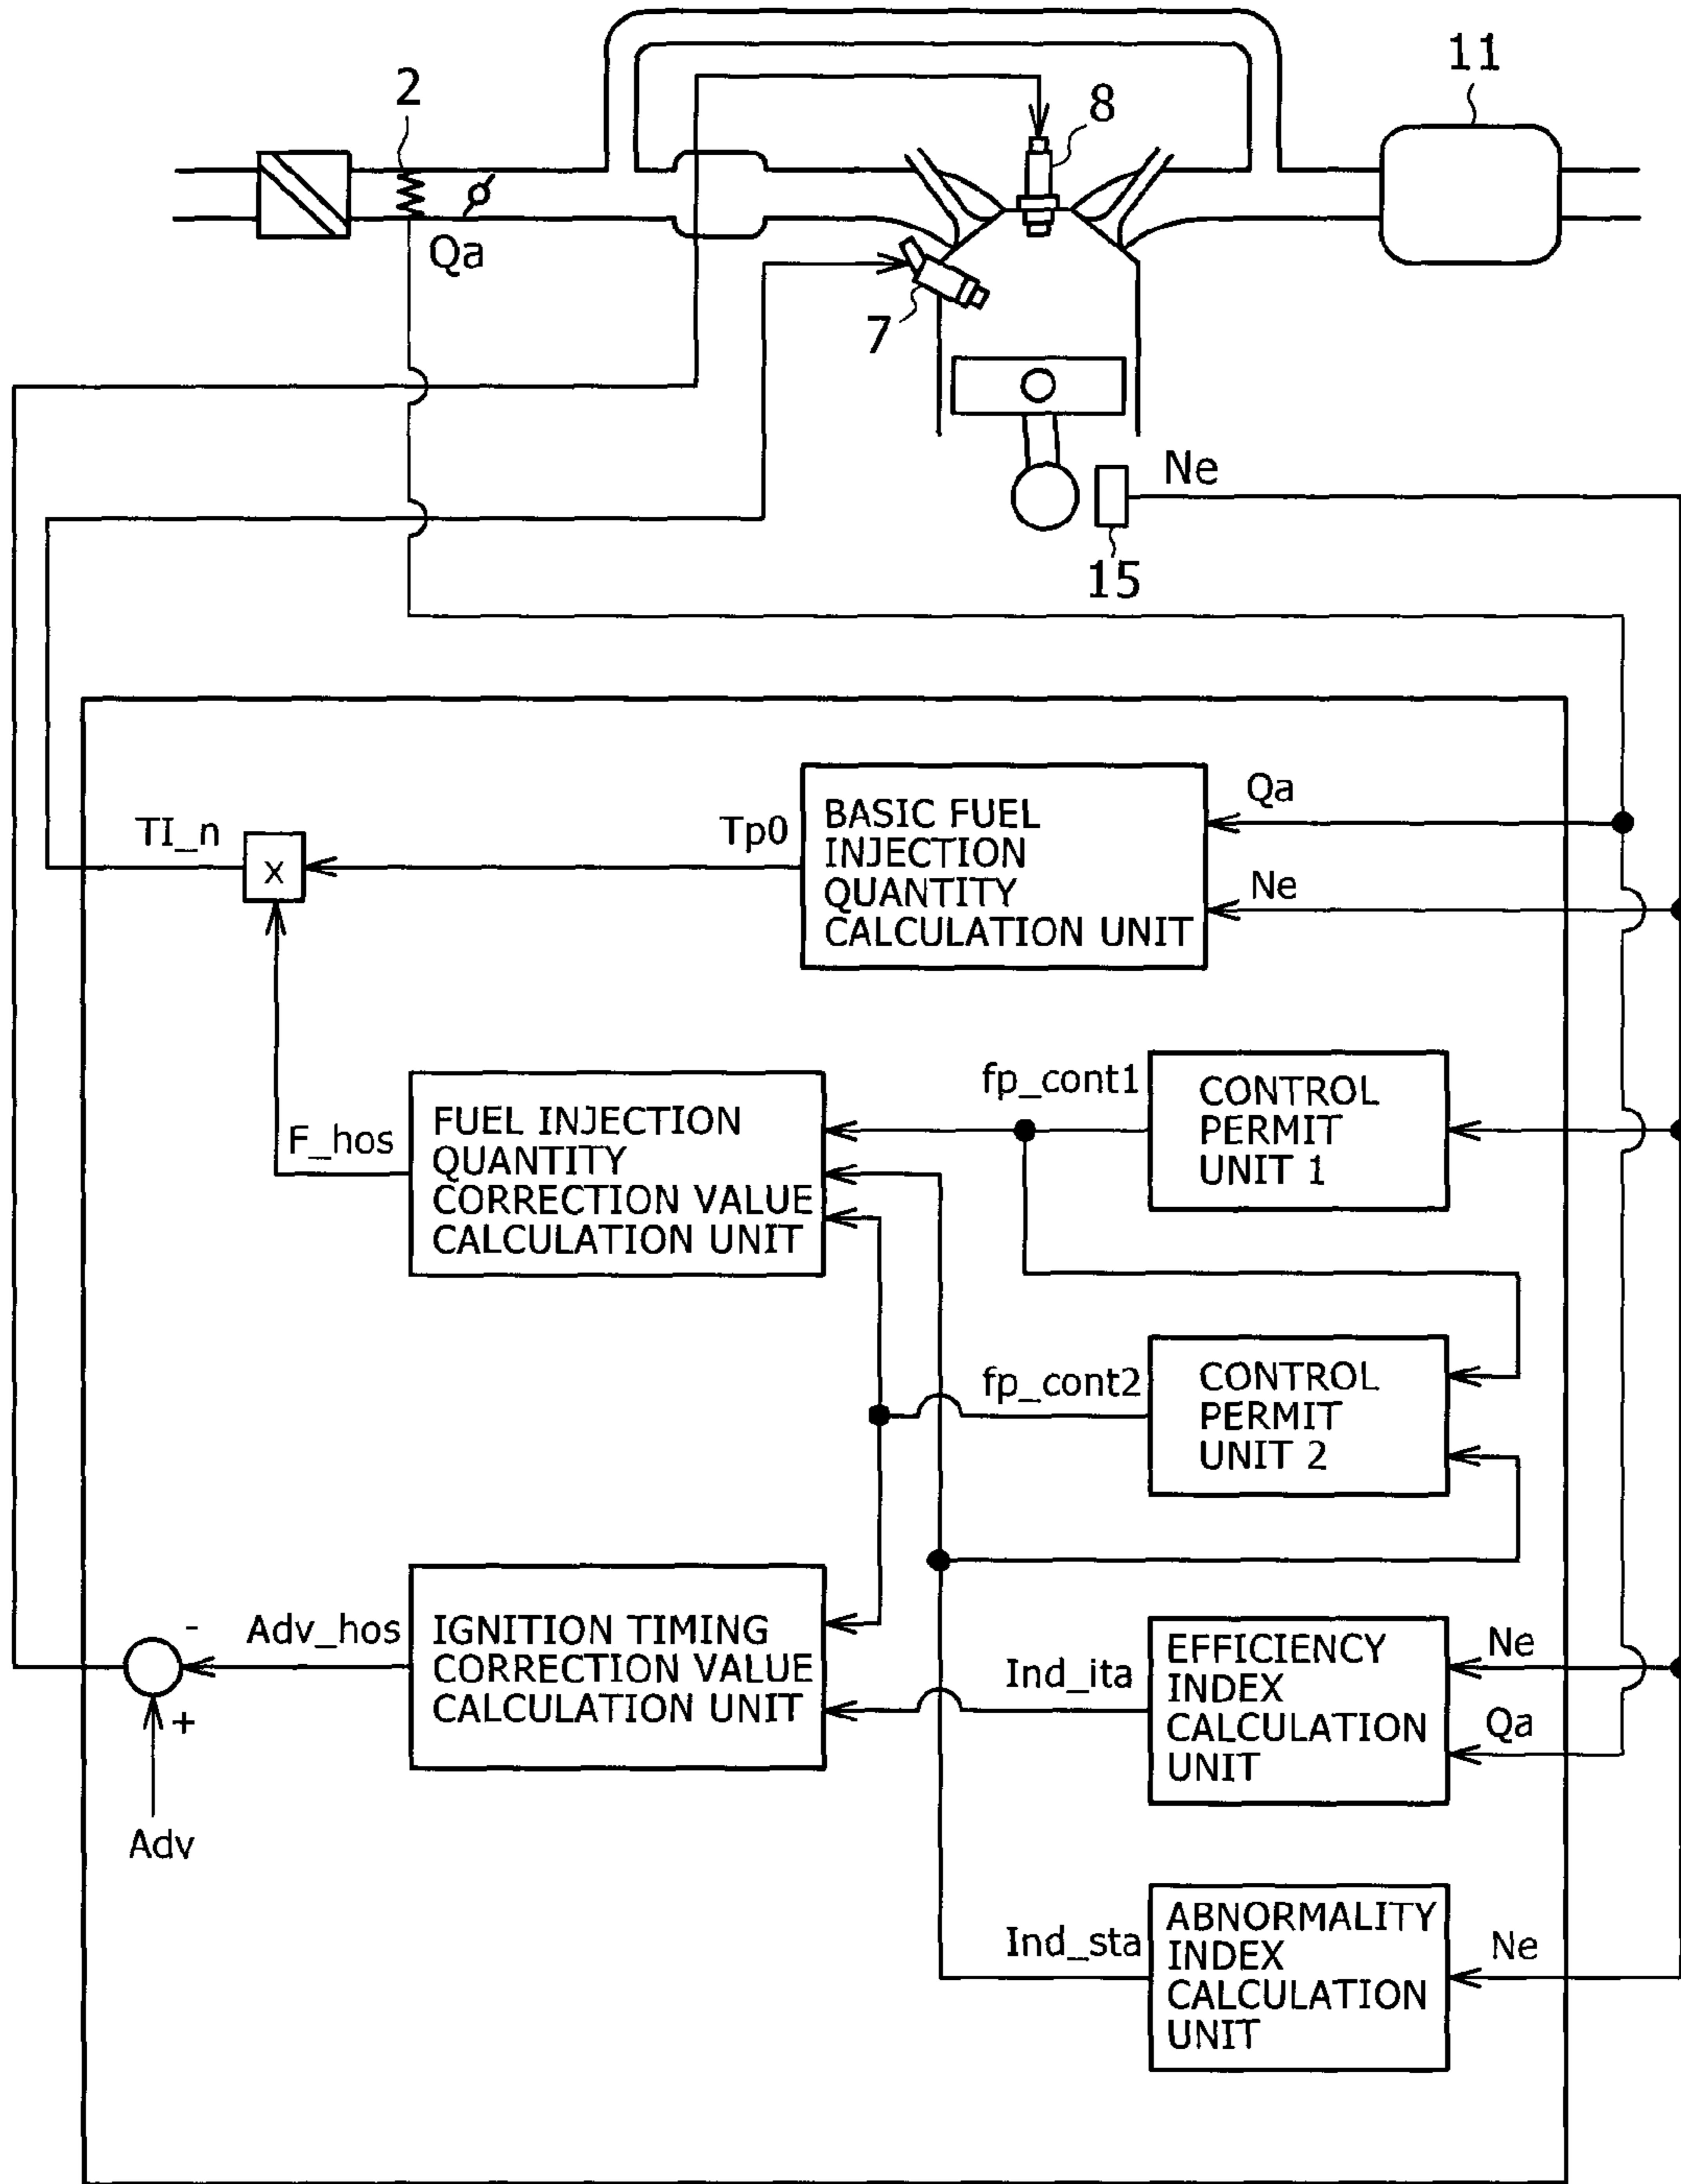 11
2
8
Qa
7
Ne
15
Qa
BASIC FUEL
INJECTION
QUANTITY
CALCULATION UNIT
Tp0
TI_n
x
Ne
fp_cont1
CONTROL
PERMIT
UNIT 1
FUEL INJECTION
QUANTITY
CORRECTION VALUE
CALCULATION UNIT
F_hos
fp_cont2
CONTROL
PERMIT
UNIT 2
-
Adv_hos
IGNITION TIMING
CORRECTION VALUE
CALCULATION UNIT
Ind_ita
EFFICIENCY
INDEX
CALCULATION
UNIT
Ne
Qa
+
Adv
Ind_sta
ABNORMALITY
INDEX
CALCULATION
UNIT
Ne